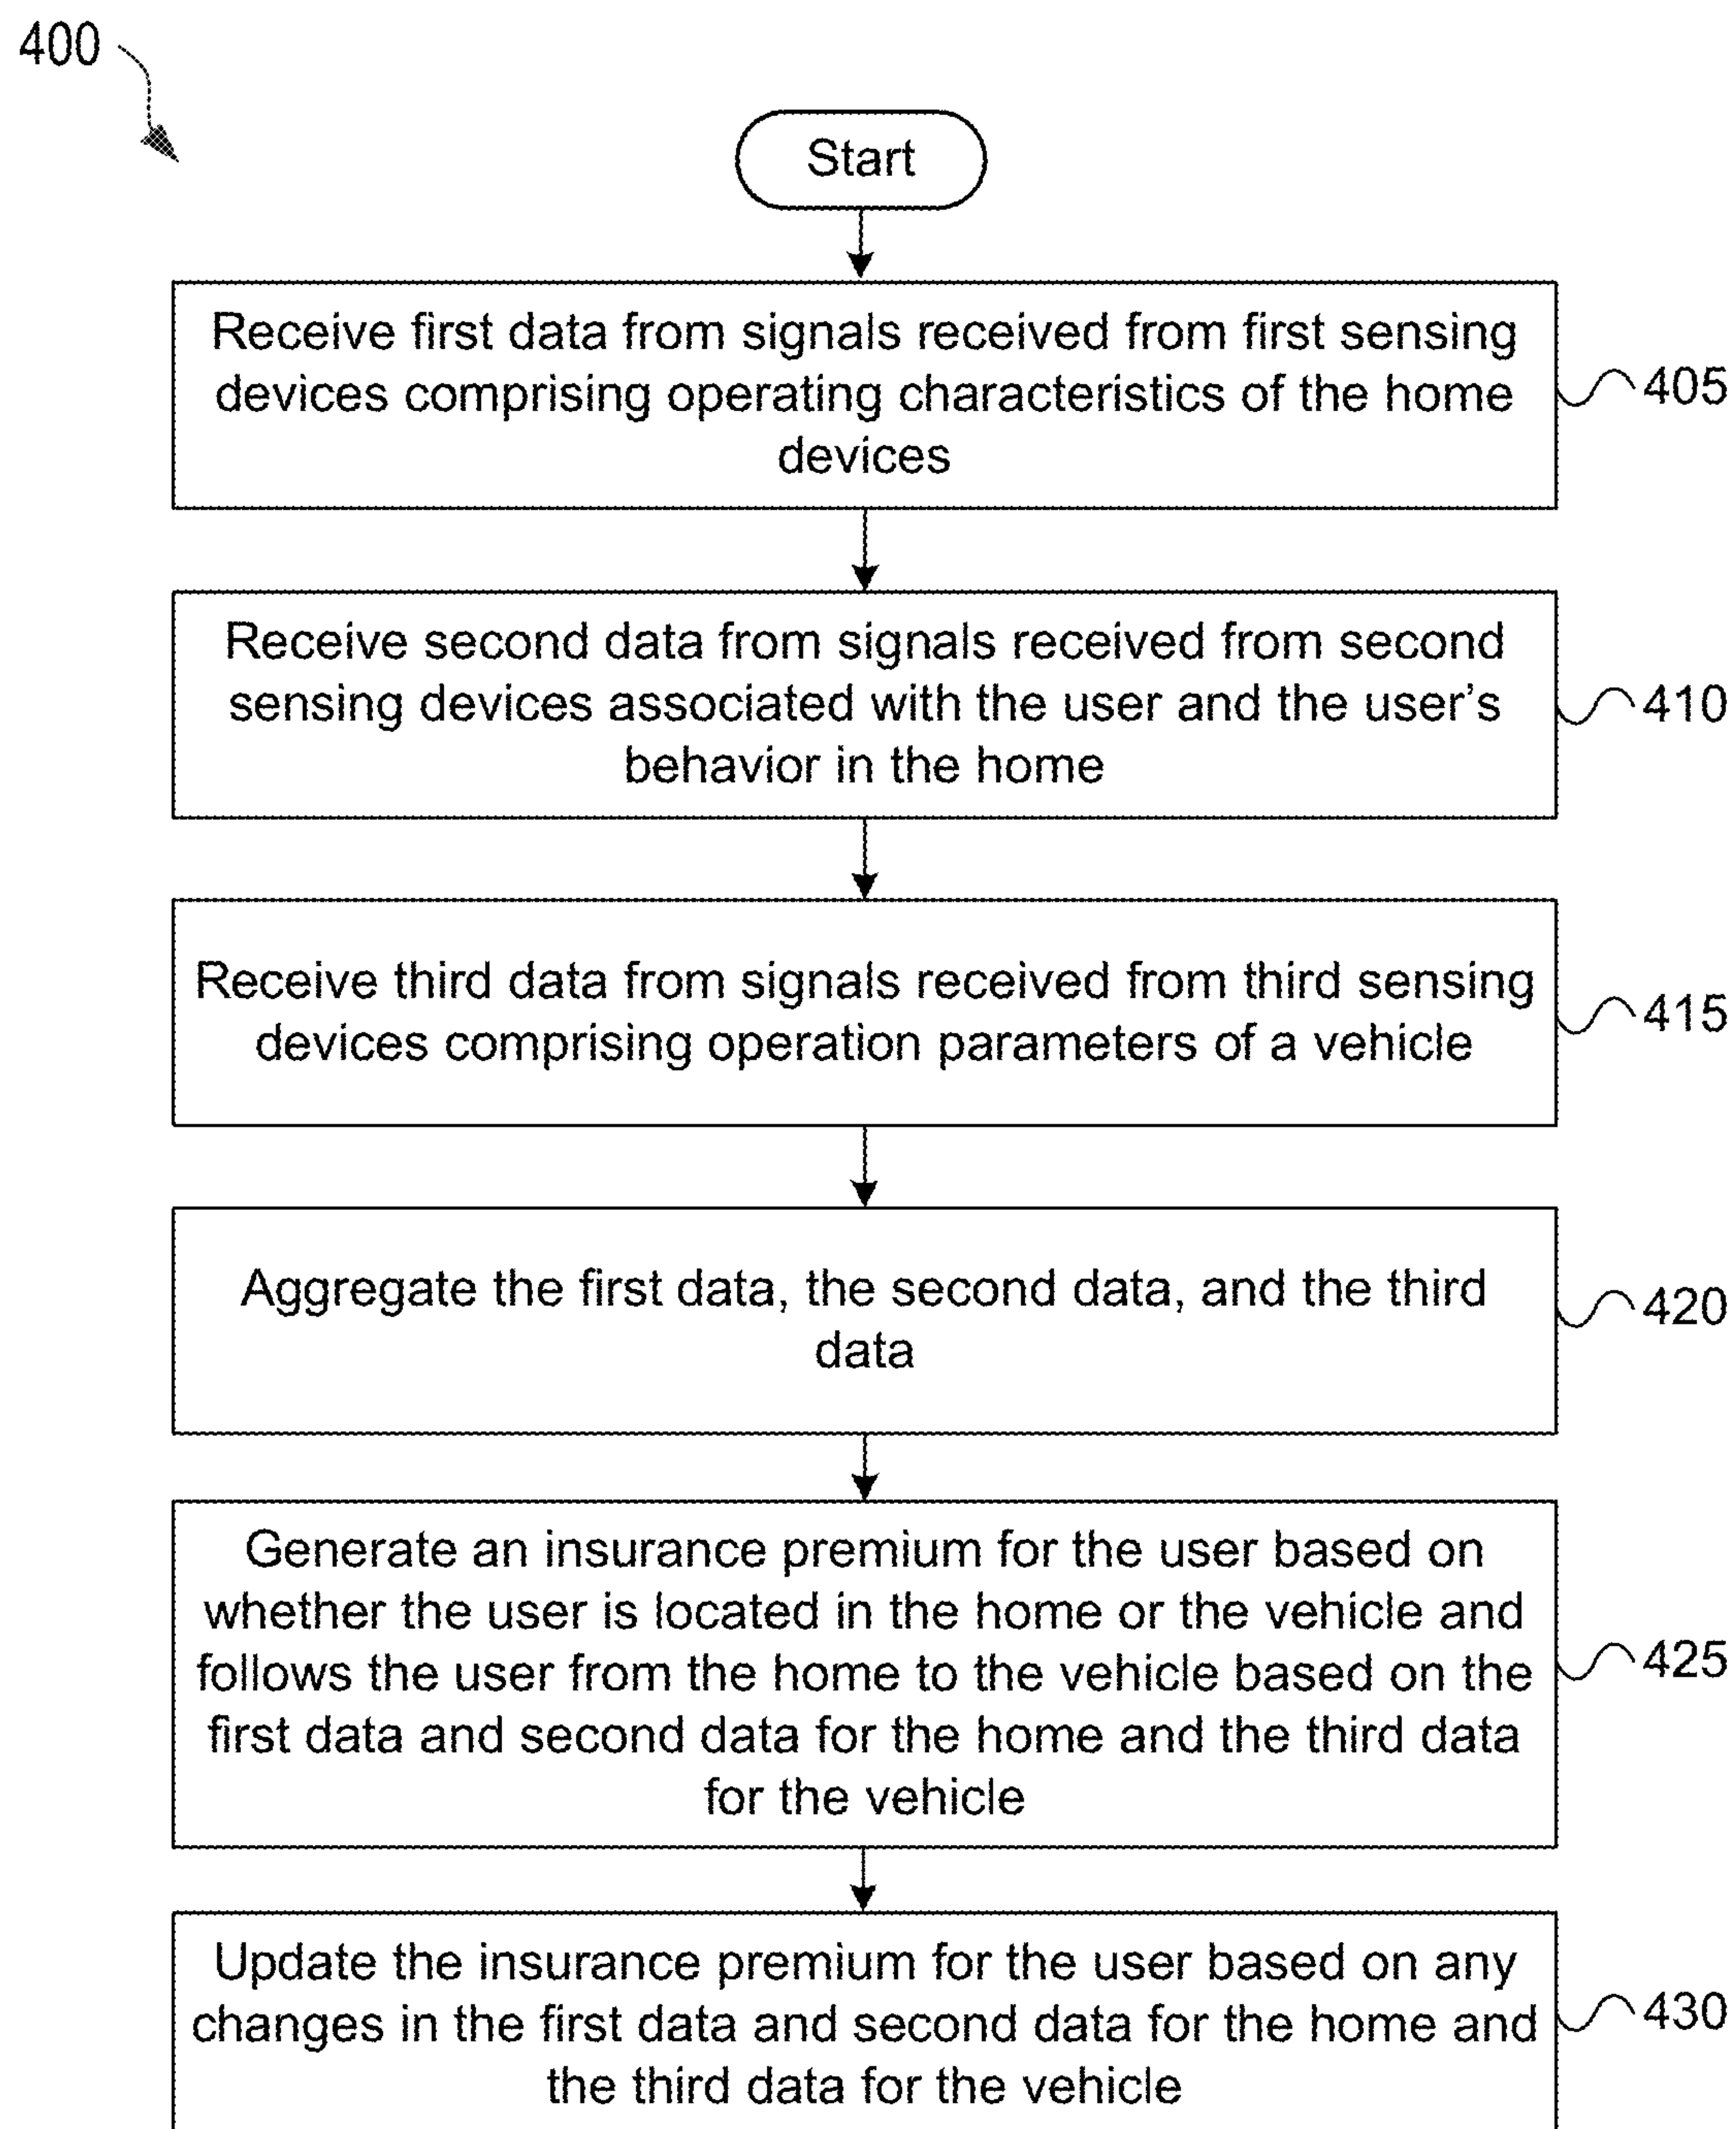 400
Start
Receive first data from signals received from first sensing
devices comprising operating characteristics of the home
devices
405
Receive second data from signals received from second
sensing devices associated with the user and the user’s
behavior in the home
410
Receive third data from signals received from third sensing
devices comprising operation parameters of a vehicle
415
Aggregate the first data, the second data, and the third
data
420
Generate an insurance premium for the user based on
whether the user is located in the home or the vehicle and
follows the user from the home to the vehicle based on the
first data and second data for the home and the third data
for the vehicle
425
Update the insurance premium for the user based on any
changes in the first data and second data for the home and
the third data for the vehicle
430